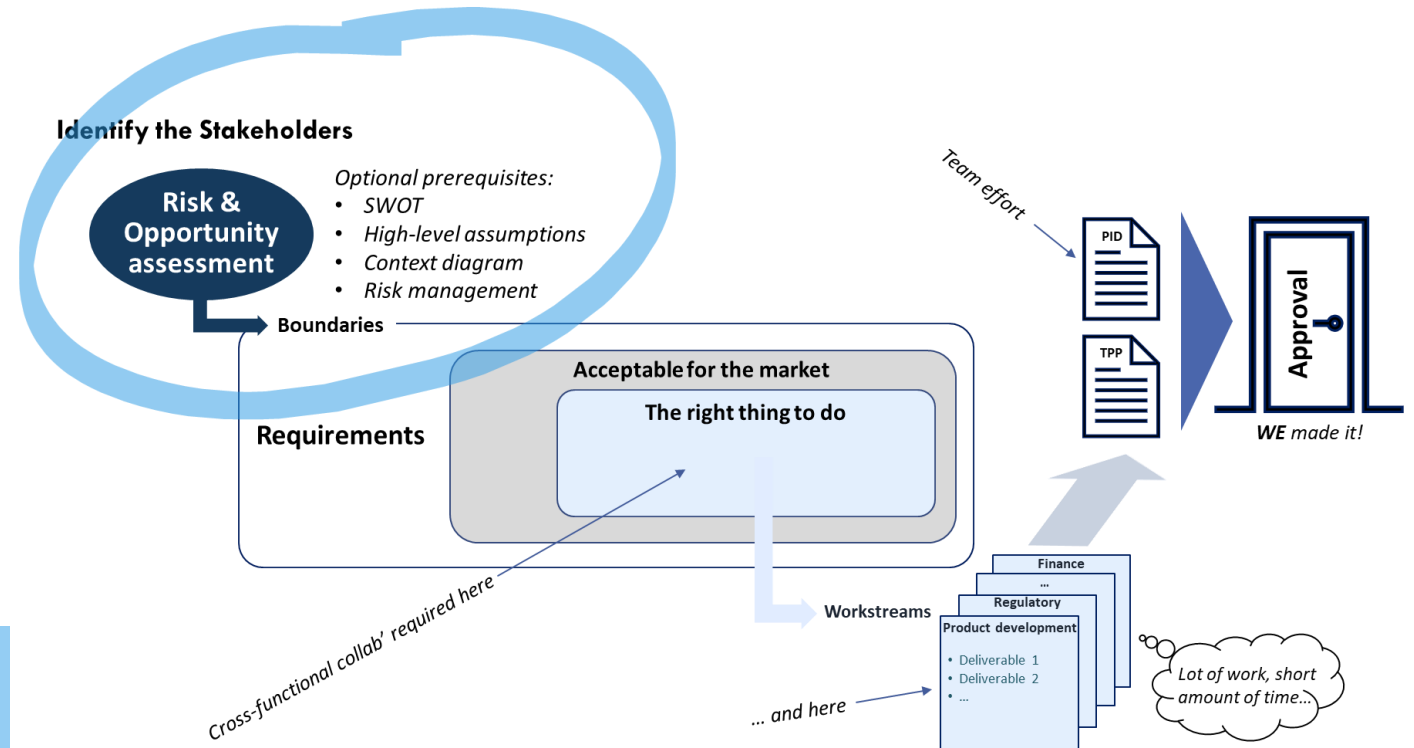 Identify the Stakeholders
Risk &
Opportunity
assessment
Optional prerequisites:
• SWOT
• High-level assumptions
• Context diagram
• Risk management
Boundaries
Requirements
Acceptable for the market
The right thing to do
Cross-functional collab’ required here
Workstreams
... and here
Finance
...
Regulatory
Product development
• Deliverable 1
• Deliverable 2
• ...
Lot of work, short
amount of time...
Team effort
PID
TPP
Approval
WE made it!